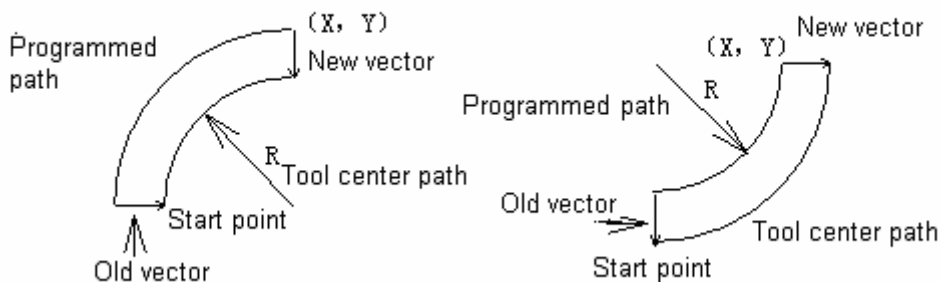 Programmed
path
(X, Y)
New vector
R
Tool center path
Start point
Old vector
New vector
(X, Y)
R
Programmed path
Old vector
Tool center path
Start point